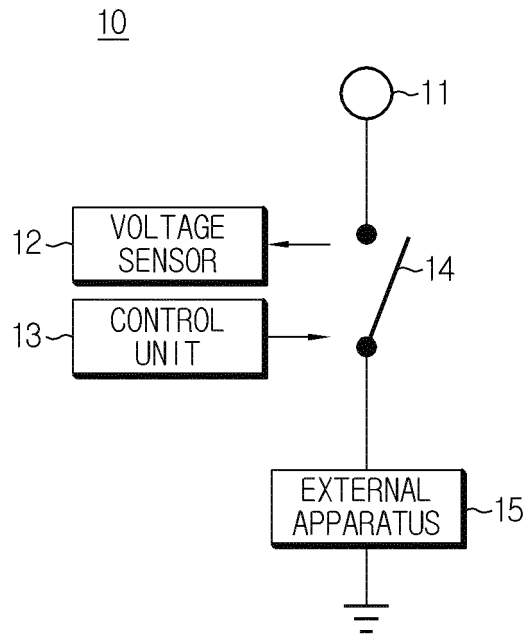 10
11
VOLTAGE
SENSOR
12
14
CONTROL
UNIT
13
EXTERNAL
APPARATUS
15